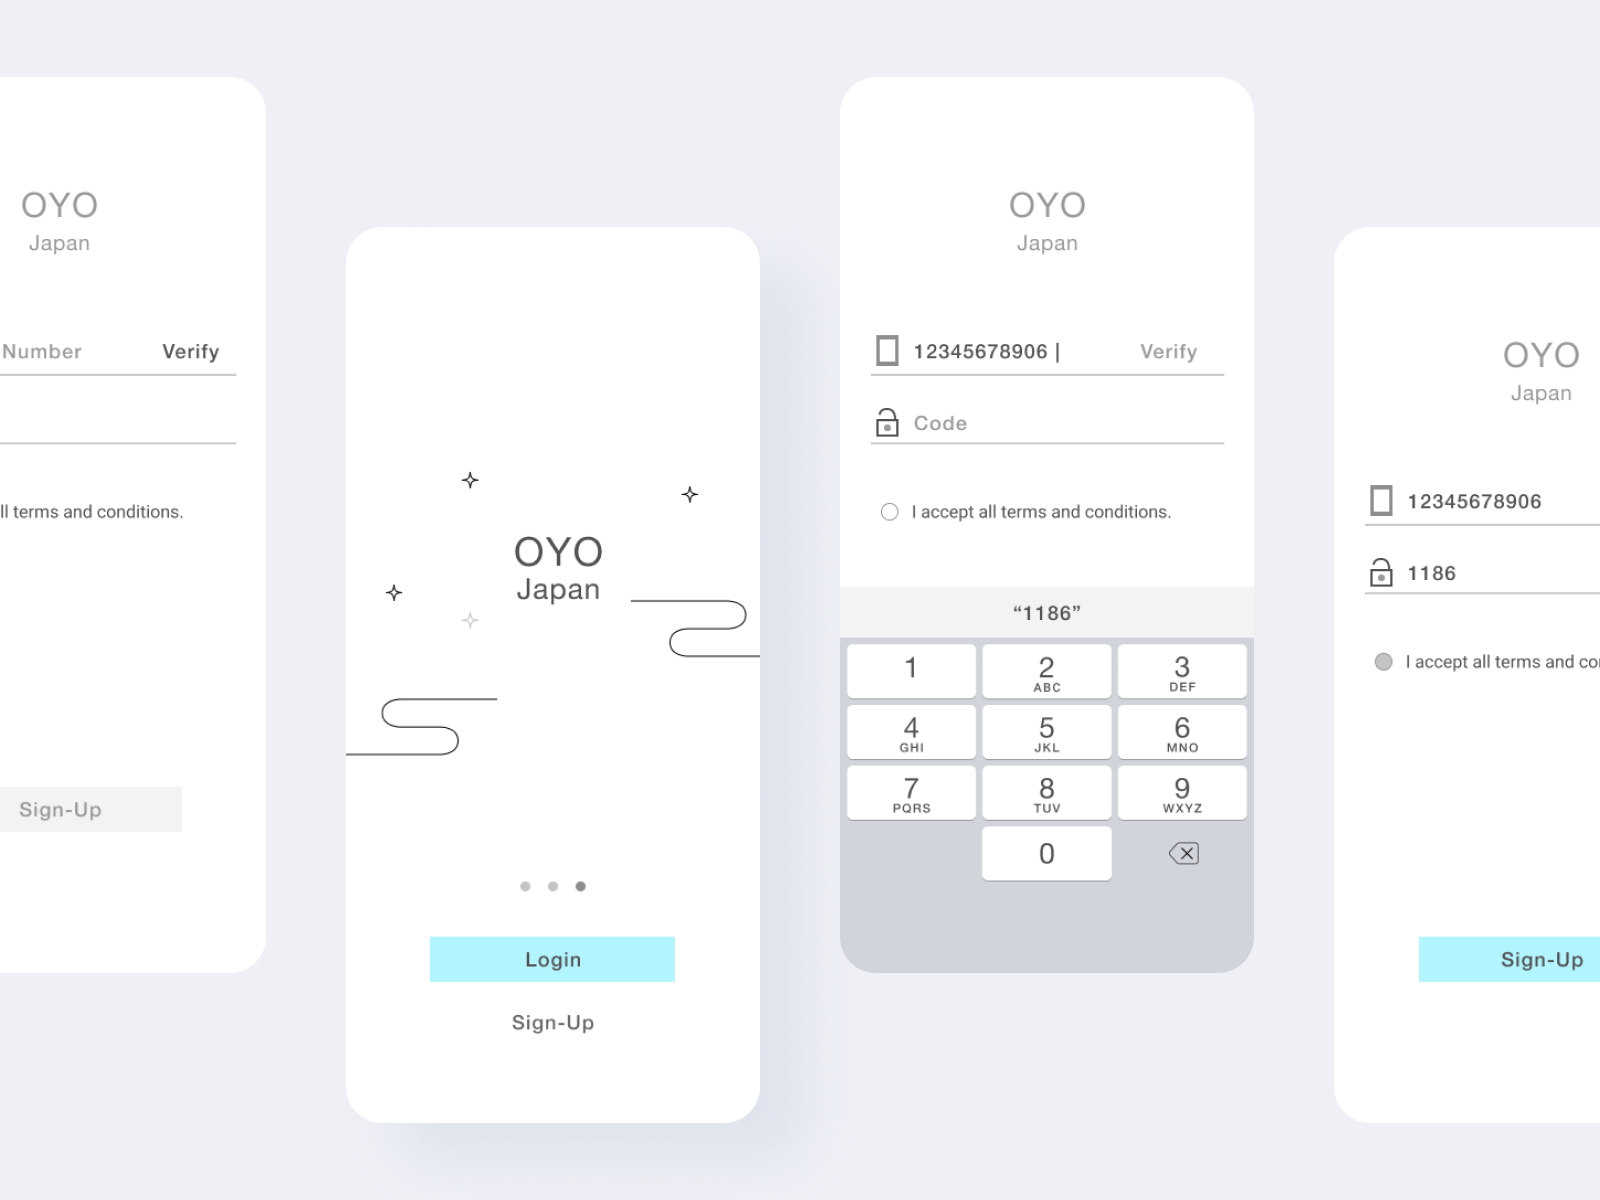 OYO
Japan
Number
Verify
ll terms and conditions.
Sign-Up
OYO
Japan
Login
Sign-Up
OYO
Japan
12345678906 |
Verify
Code
I accept all terms and conditions.
“1186”
1
2
ABC
3
DEF
4
GHI
5
JKL
6
MNO
7
PQRS
8
TUV
9
WXYZ
0
OYO
Japan
12345678906
1186
I accept all terms and co
Sign-Up